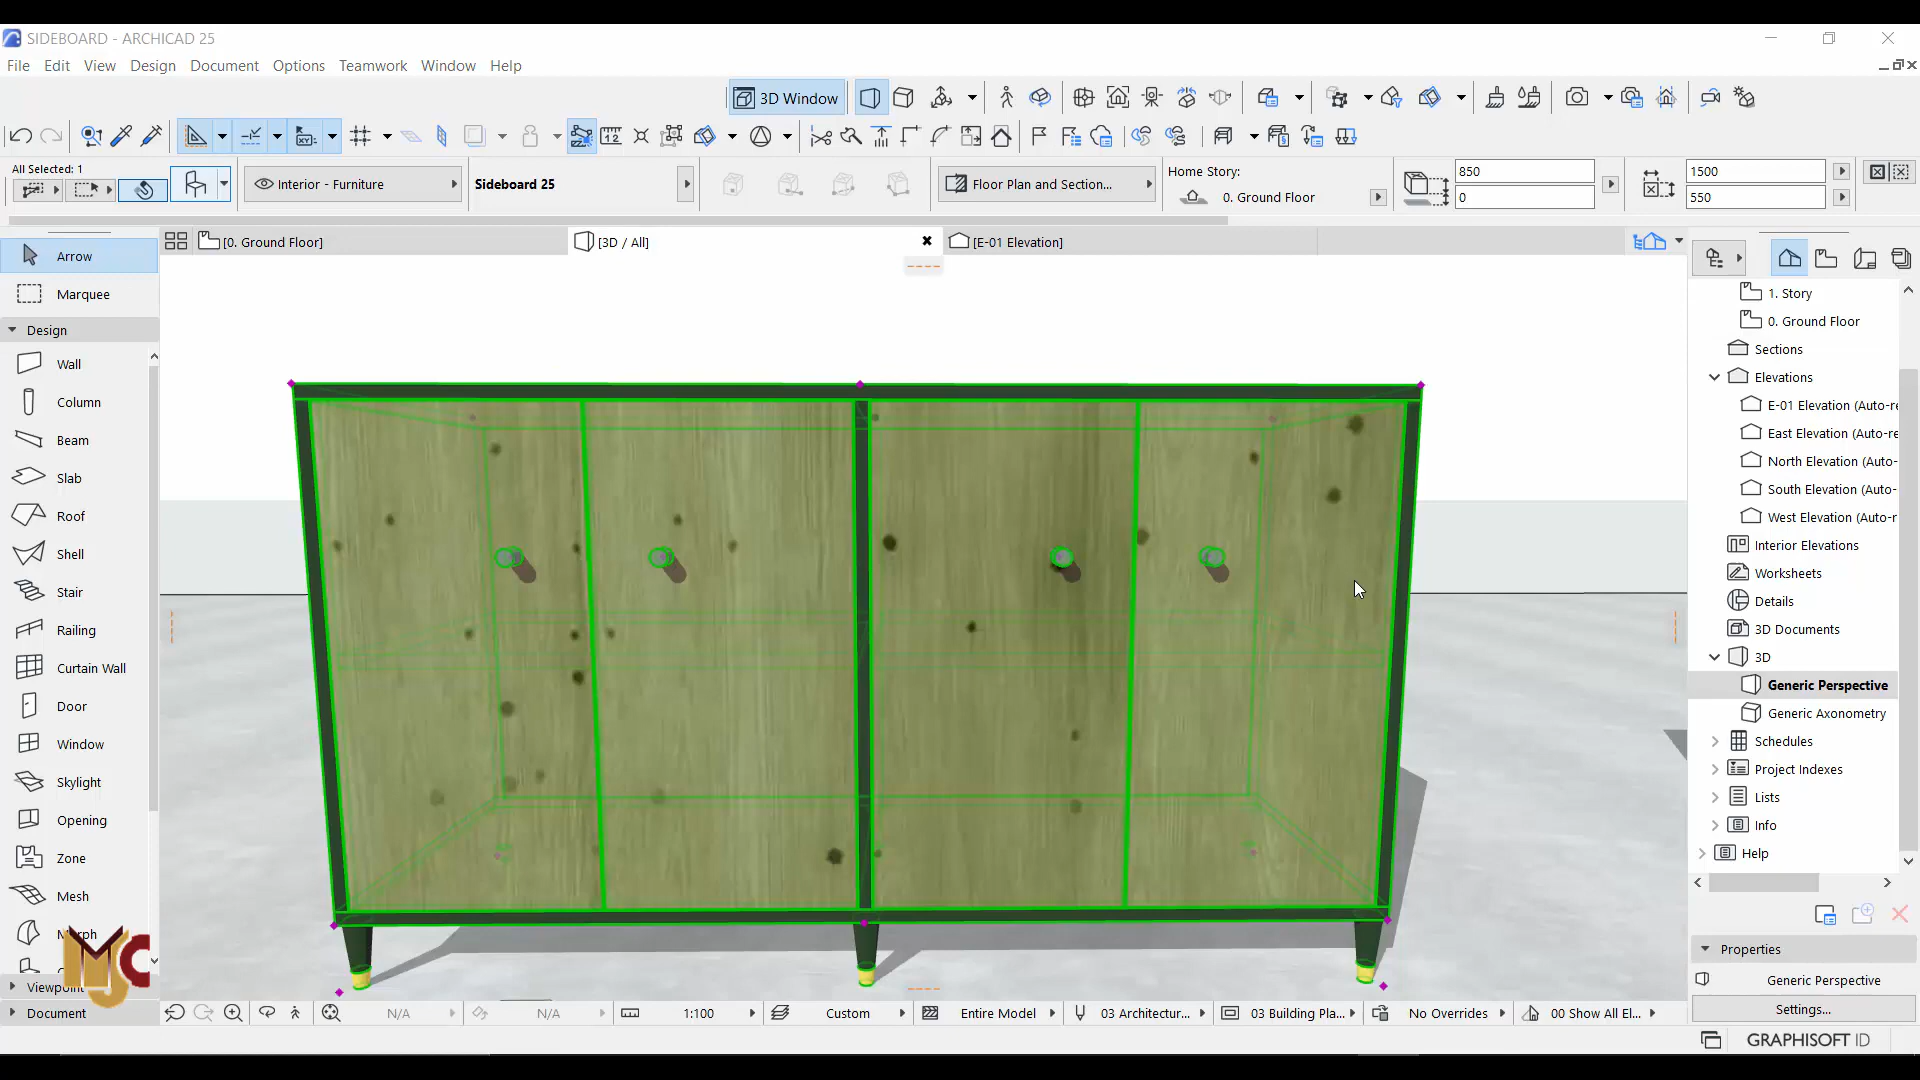 SIDEBOARD - ARCHICAD 25
File Edit View Design Document Options Teamwork Window Help
3D Window
All Selected: 1
Interior - Furniture
Sideboard 25
Floor Plan and Section...
Home Story:
0. Ground Floor
850
0
1500
550
Arrow
Marquee
Design
Wall
Column
Beam
Slab
Roof
Shell
Stair
Railing
Curtain Wall
Door
Window
Skylight
Opening
Zone
Mesh
Viewpoint
Document
[0. Ground Floor]
[3D / All]
[E-01 Elevation]
1. Story
0. Ground Floor
Sections
Elevations
E-01 Elevation (Auto-re
East Elevation (Auto-re
North Elevation (Auto-
South Elevation (Auto-
West Elevation (Auto-r
Interior Elevations
Worksheets
Details
3D Documents
3D
Generic Perspective
Generic Axonometry
Schedules
Project Indexes
Lists
Info
Help
Properties
Generic Perspective
Settings...
N/A
N/A
1:100
Custom
Entire Model
03 Architectur...
03 Building Pla...
No Overrides
00 Show All El...
GRAPHISOFT ID
MJC